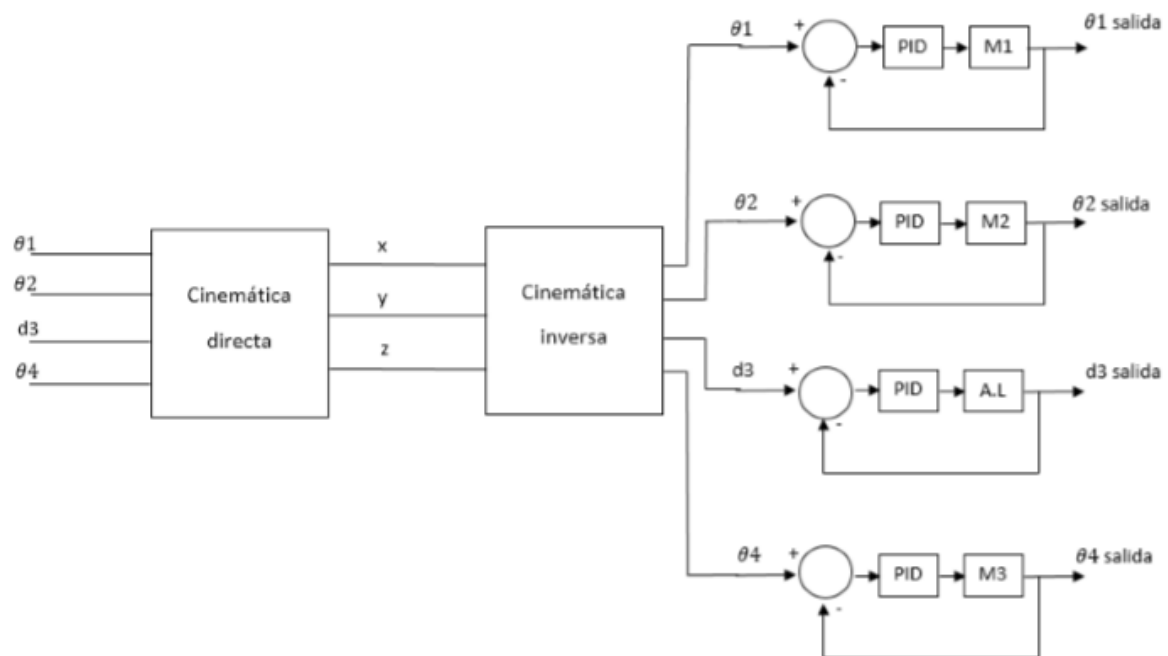 θ1
θ2
d3
θ4
Cinemática
directa
x
y
z
Cinemática
inversa
θ1
+
-
PID
M1
θ1 salida
θ2
+
-
PID
M2
θ2 salida
d3
+
-
PID
A.L
d3 salida
θ4
+
-
PID
M3
θ4 salida